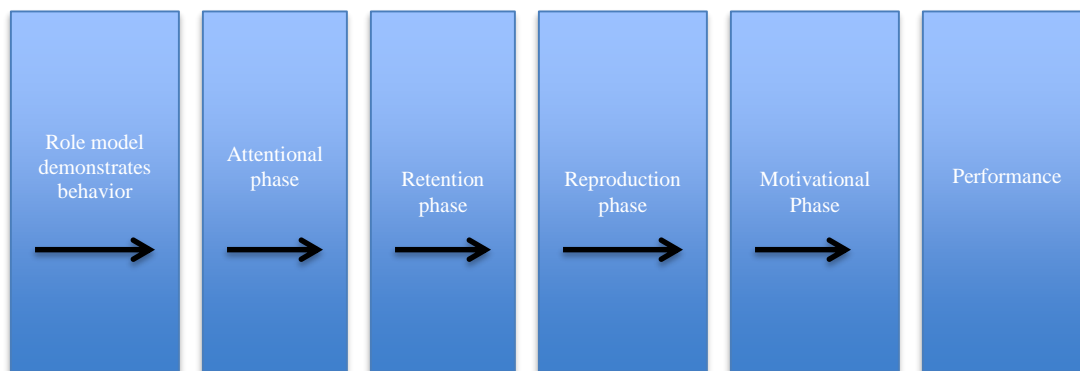 Role model
demonstrates
behavior
Attentional
phase
Retention
phase
Reproduction
phase
Motivational
Phase
Performance